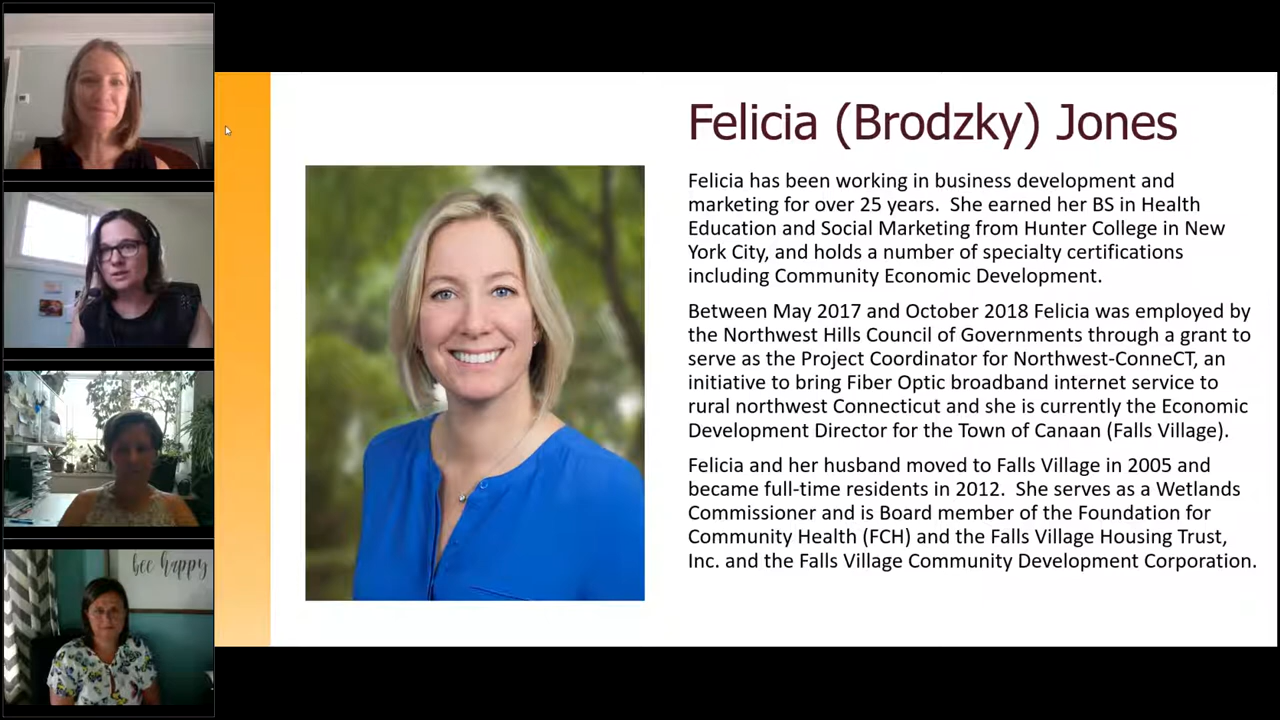 Felicia (Brodzky) Jones
Felicia has been working in business development and
marketing for over 25 years.  She earned her BS in Health
Education and Social Marketing from Hunter College in New
York City, and holds a number of specialty certifications
including Community Economic Development.
Between May 2017 and October 2018 Felicia was employed by
the Northwest Hills Council of Governments through a grant to
serve as the Project Coordinator for Northwest-ConneCT, an
initiative to bring Fiber Optic broadband internet service to
rural northwest Connecticut and she is currently the Economic
Development Director for the Town of Canaan (Falls Village).
Felicia and her husband moved to Falls Village in 2005 and
became full-time residents in 2012.  She serves as a Wetlands
Commissioner and is Board member of the Foundation for
Community Health (FCH) and the Falls Village Housing Trust,
Inc. and the Falls Village Community Development Corporation.
bee happy